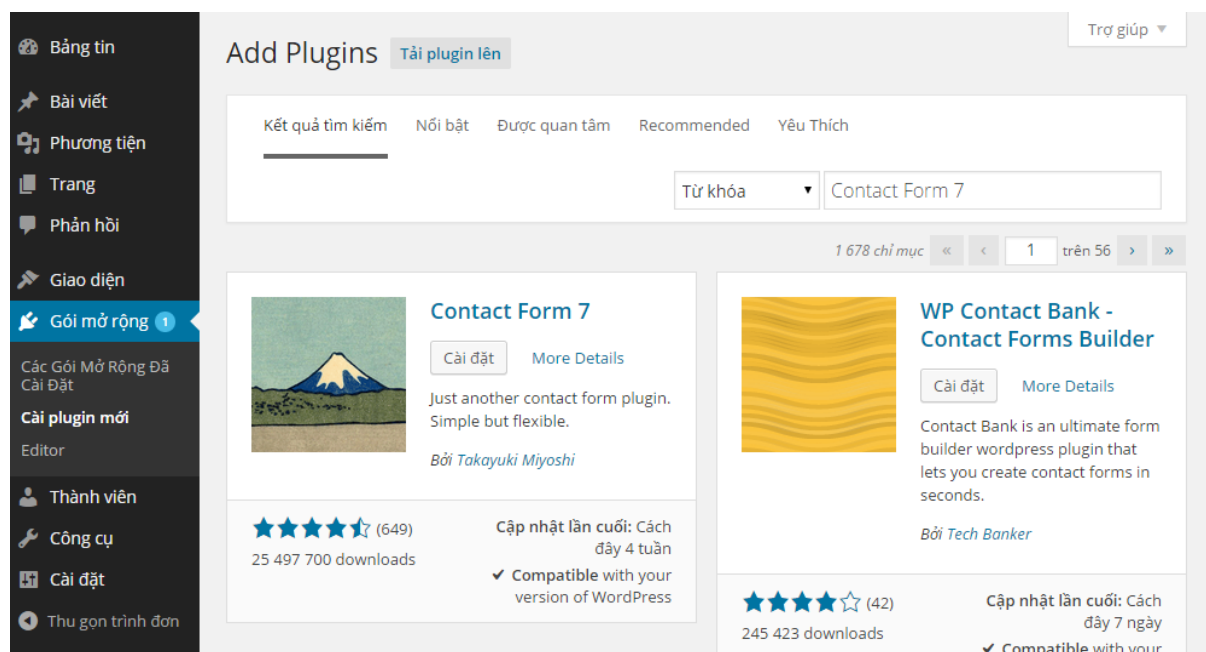 Bảng tin
Bài viết
Phương tiện
Trang
Phản hồi
Giao diện
Gói mở rộng 1
Các Gói Mở Rộng Đã
Cài Đặt
Cài plugin mới
Editor
Thành viên
Công cụ
Cài đặt
Thu gọn trình đơn
Trợ giúp
Add Plugins Tải plugin lên
Kết quả tìm kiếm Nổi bật Được quan tâm Recommended Yêu Thích
Từ khóa Contact Form 7
1 678 chỉ mục « ‹ 1 trên 56 › »
Contact Form 7
Cài đặt More Details
Just another contact form plugin.
Simple but flexible.
Bởi Takayuki Miyoshi
(649)
25 497 700 downloads
Cập nhật lần cuối: Cách
đây 4 tuần
✔ Compatible with your
version of WordPress
WP Contact Bank -
Contact Forms Builder
Cài đặt More Details
Contact Bank is an ultimate form
builder wordpress plugin that
lets you create contact forms in
seconds.
Bởi Tech Banker
(42)
245 423 downloads
Cập nhật lần cuối: Cách
đây 7 ngày
✔ Compatible with your